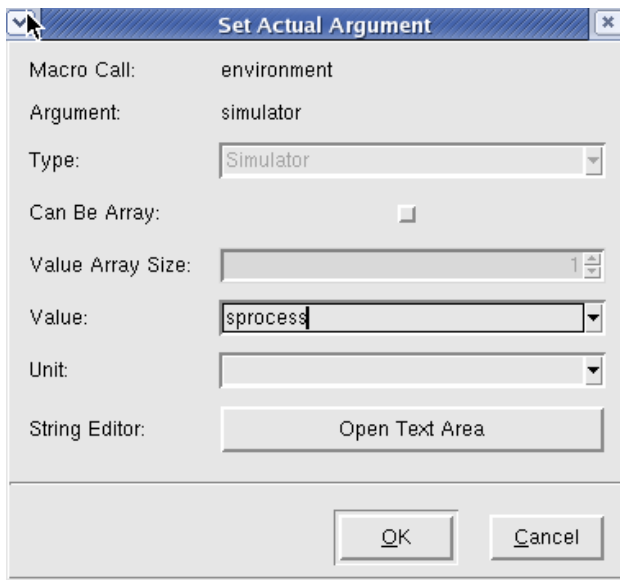 Set Actual Argument
Macro Call: environment
Argument: simulator
Type: Simulator
Can Be Array:
Value Array Size: 1
Value: sprocess
Unit:
String Editor: Open Text Area
OK Cancel